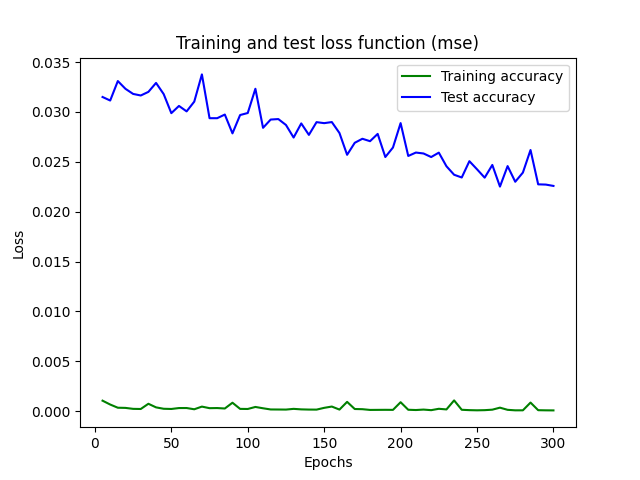 Training and test loss function (mse)
Training accuracy
Test accuracy
Loss
0.035
0.030
0.025
0.020
0.015
0.010
0.005
0.000
0 50 100 150 200 250 300
Epochs